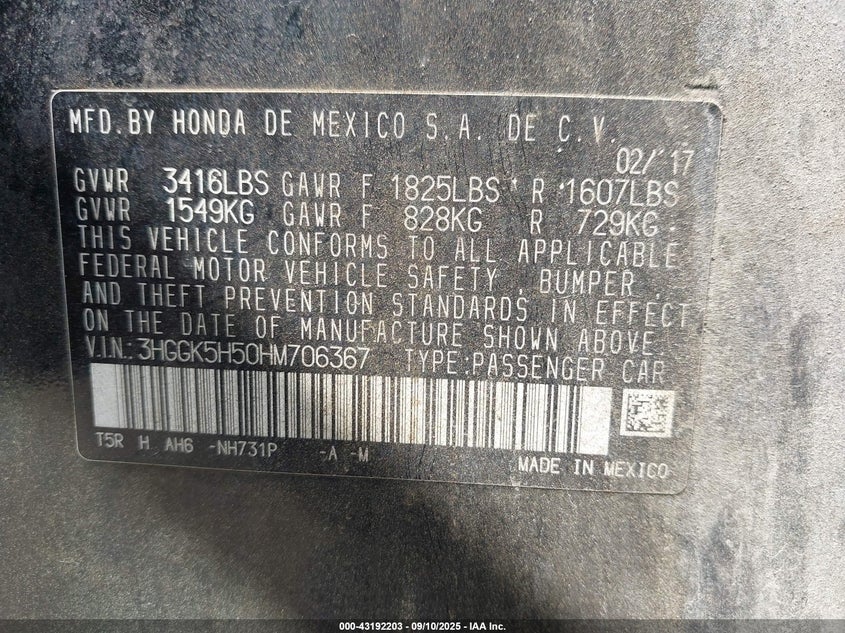 MFD. BY HONDA DE MEXICO S.A. DE C.V.
02/'17
GVWR 3416LBS GAWR F 1825LBS R 1607LBS
GVWR 1549KG GAWR F 828KG R 729KG
THIS VEHICLE CONFORMS TO ALL APPLICABLE
FEDERAL MOTOR VEHICLE SAFETY, BUMPER,
AND THEFT PREVENTION STANDARDS IN EFFECT
ON THE DATE OF MANUFACTURE SHOWN ABOVE.
V.I.N.: 3HGGK5H50HM706367 TYPE:PASSENGER CAR
T5R H AH6 -NH731P -A -M
MADE IN MEXICO
000-43192203 - 09/10/2025 - IAA Inc.